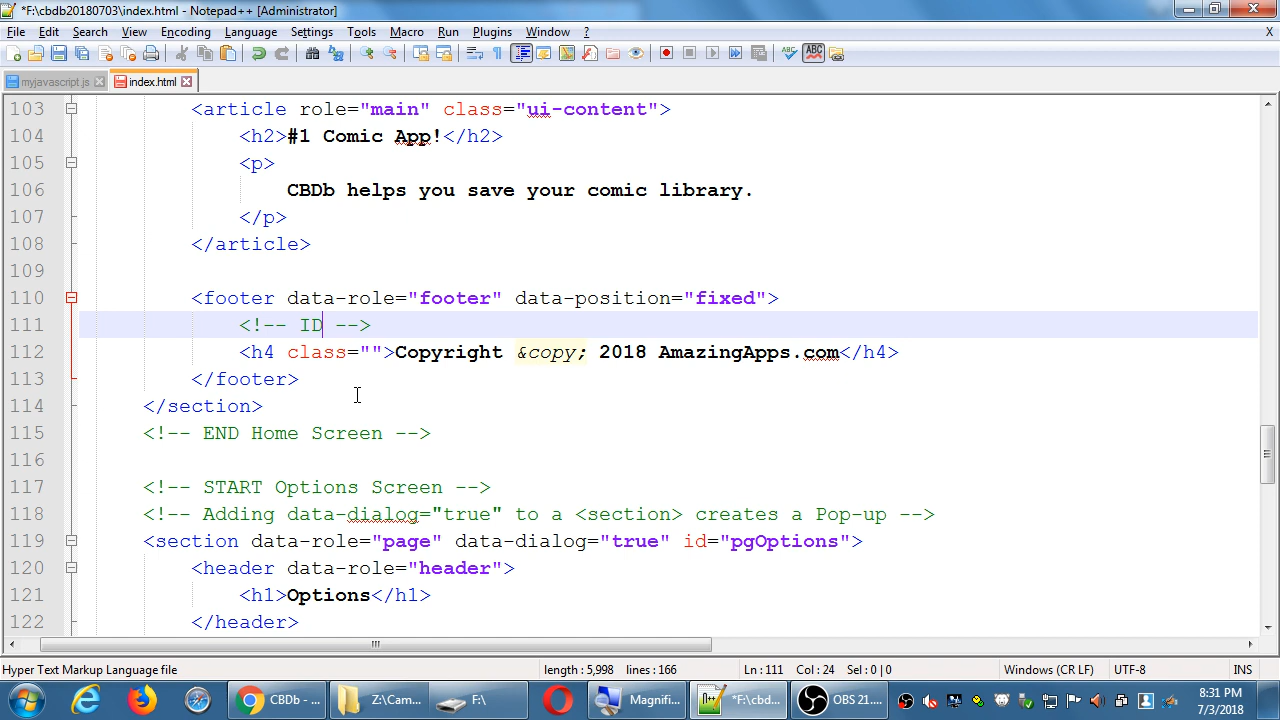 *F:\cbdb20180703\index.html - Notepad++ [Administrator]
File Edit Search View Encoding Language Settings Tools Macro Run Plugins Window ? X
myjavascript.js index.html
103 <article role="main" class="ui-content">
104 <h2>#1 Comic App!</h2>
105 <p>
106 CBDb helps you save your comic library.
107 </p>
108 </article>
109
110 <footer data-role="footer" data-position="fixed">
111 <!-- ID -->
112 <h4 class="">Copyright &copy; 2018 AmazingApps.com</h4>
113 </footer>
114 </section>
115 <!-- END Home Screen -->
116
117 <!-- START Options Screen -->
118 <!-- Adding data-dialog="true" to a <section> creates a Pop-up -->
119 <section data-role="page" data-dialog="true" id="pgOptions">
120 <header data-role="header">
121 <h1>Options</h1>
122 </header>
Hyper Text Markup Language file length : 5,998 lines : 166 Ln : 111 Col : 24 Sel : 0 | 0 Windows (CR LF) UTF-8 INS
CBDb - ... Z:\Cam... F:\ Magnifi... *F:\cbd... OBS 21.... 8:31 PM
7/3/2018